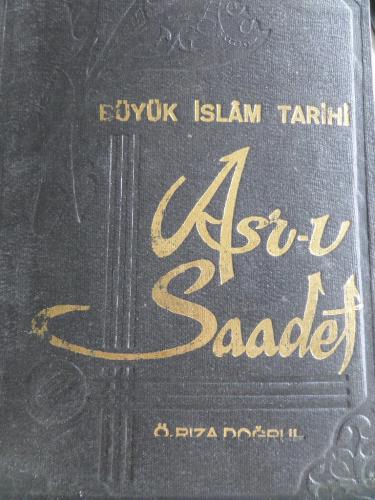 BÜYÜK İSLÂM TARİHİ
Asr-ı
Saadet
Ö. RIZA DOĞRUL